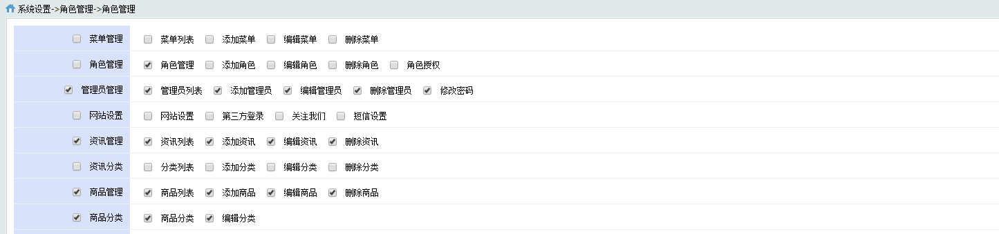 系统设置->角色管理->角色管理
菜单管理 菜单列表 添加菜单 编辑菜单 删除菜单
角色管理 角色管理 添加角色 编辑角色 删除角色 角色授权
管理员管理 管理员列表 添加管理员 编辑管理员 删除管理员 修改密码
网站设置 网站设置 第三方登录 关注我们 短信设置
资讯管理 资讯列表 添加资讯 编辑资讯 删除资讯
资讯分类 分类列表 添加分类 编辑分类 删除分类
商品管理 商品列表 添加商品 编辑商品 删除商品
商品分类 商品分类 编辑分类